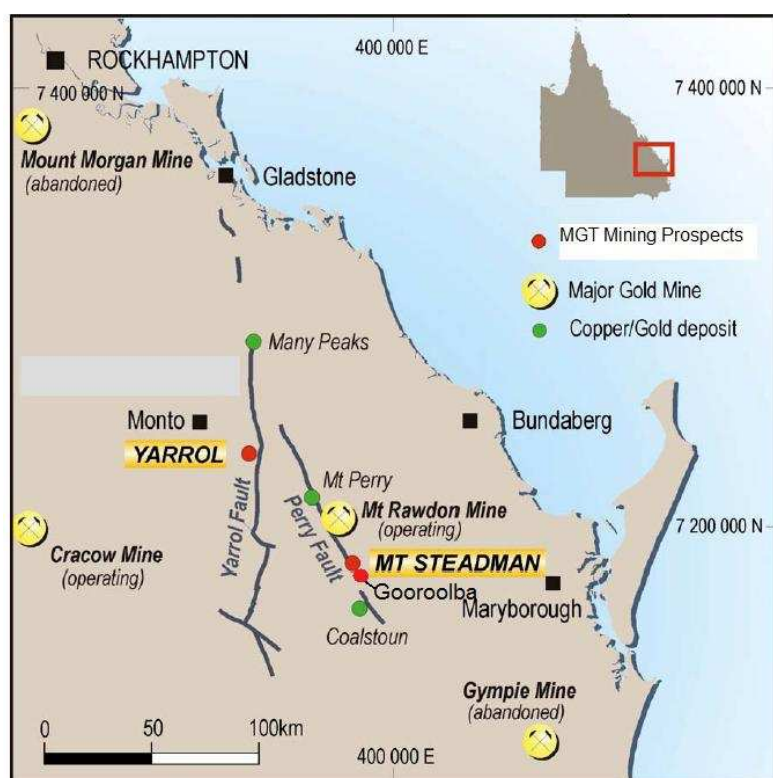 400 000 E
ROCKHAMPTON
7 400 000 N
7 400 000 N
Mount Morgan Mine
(abandoned)
Gladstone
MGT Mining Prospects
Major Gold Mine
Copper/Gold deposit
Many Peaks
Monto
Bundaberg
YARROL
Mt Perry
Mt Rawdon Mine
(operating)
Yarrol Fault
Perry Fault
7 200 000 N
Cracow Mine
(operating)
MT STEADMAN
Gooroolba
Maryborough
Coalstoun
Gympie Mine
(abandoned)
0 50 100km
400 000 E